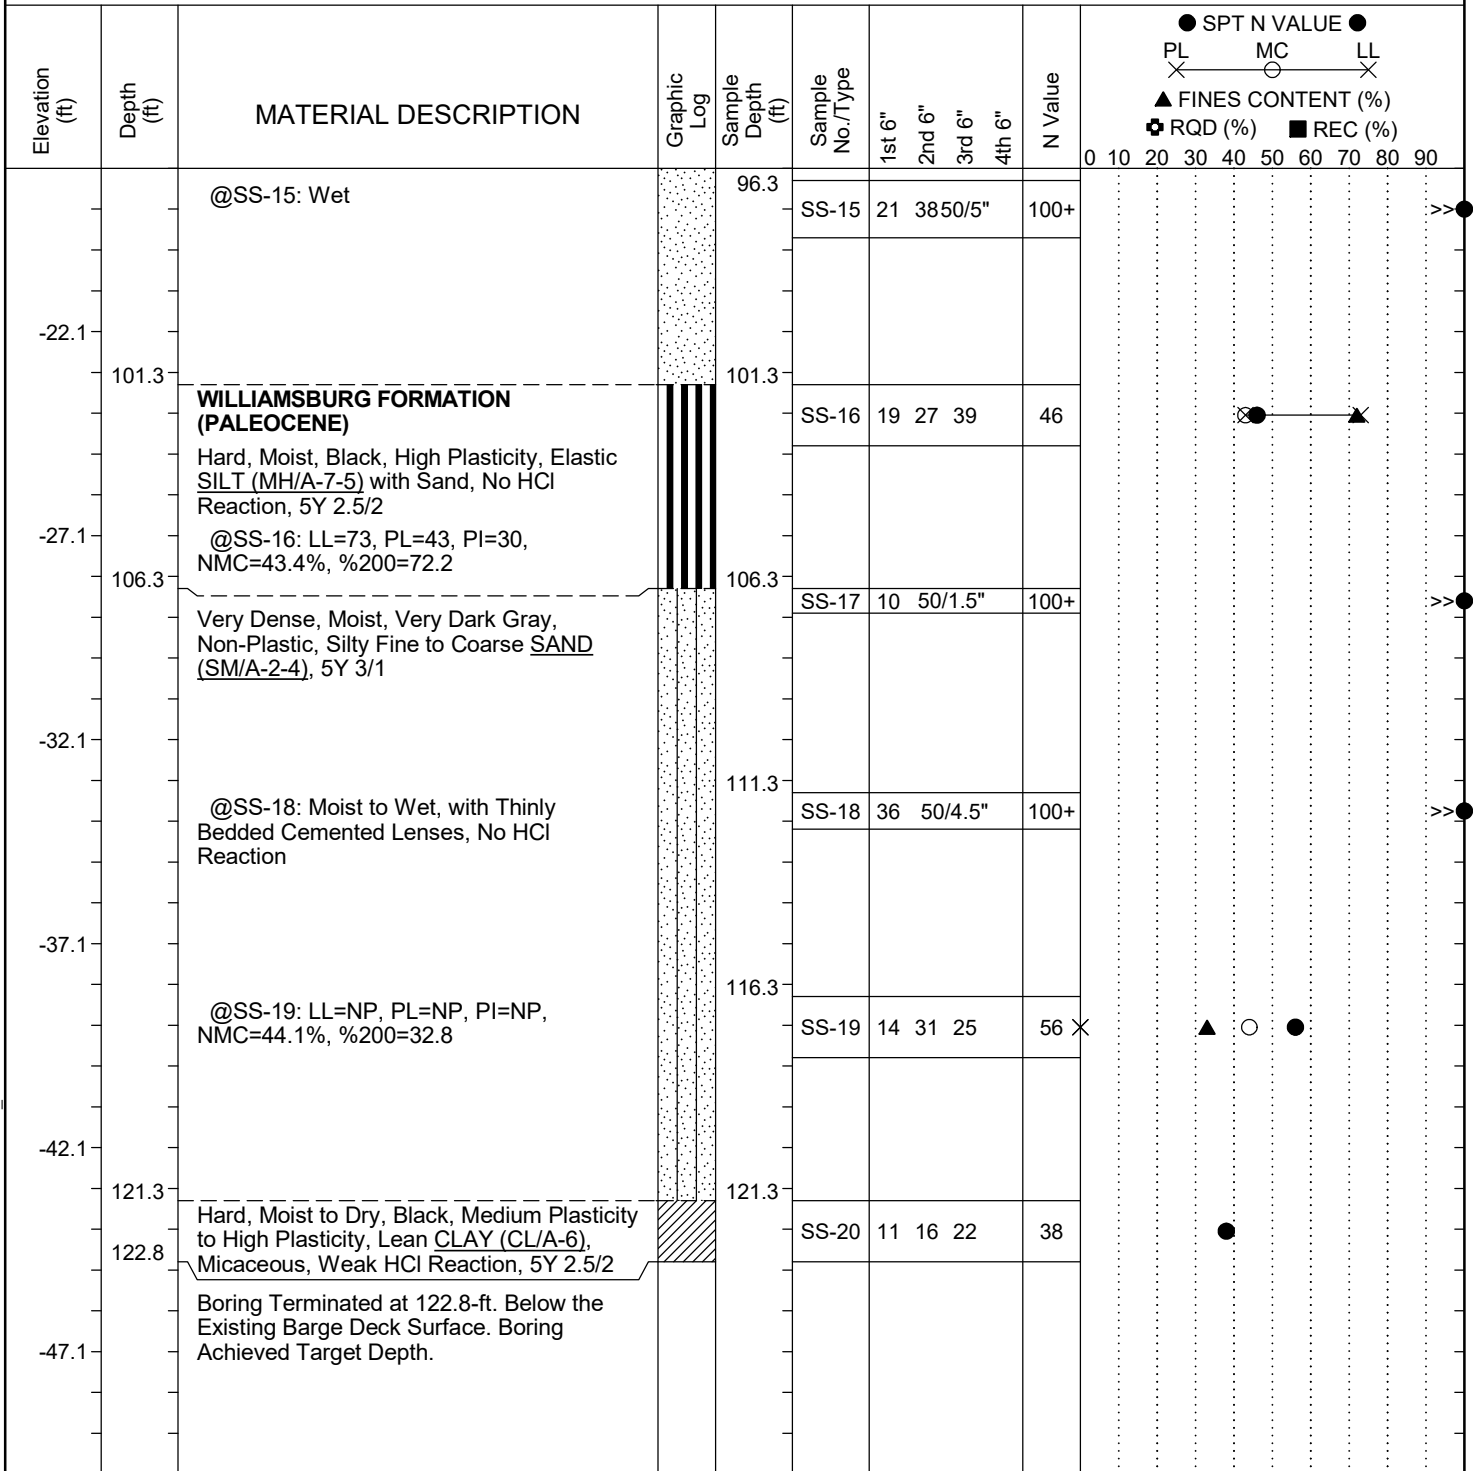 ● SPT N VALUE ●
PL MC LL
▲ FINES CONTENT (%)
RQD (%) ■ REC (%)
Elevation (ft)
Depth (ft)
MATERIAL DESCRIPTION
Graphic Log
Sample Depth (ft)
Sample No./Type
1st 6"
2nd 6"
3rd 6"
4th 6"
N Value
0 10 20 30 40 50 60 70 80 90
96.3
@SS-15: Wet
SS-15 21 38 50/5" 100+ >>
-22.1
101.3 101.3
WILLIAMSBURG FORMATION
(PALEOCENE)
SS-16 19 27 39 46
Hard, Moist, Black, High Plasticity, Elastic
SILT (MH/A-7-5) with Sand, No HCl
Reaction, 5Y 2.5/2
-27.1
@SS-16: LL=73, PL=43, PI=30,
NMC=43.4%, %200=72.2
106.3 106.3
SS-17 10 50/1.5" 100+ >>
Very Dense, Moist, Very Dark Gray,
Non-Plastic, Silty Fine to Coarse SAND
(SM/A-2-4), 5Y 3/1
-32.1
111.3
@SS-18: Moist to Wet, with Thinly
Bedded Cemented Lenses, No HCl
Reaction
SS-18 36 50/4.5" 100+ >>
-37.1
116.3
@SS-19: LL=NP, PL=NP, PI=NP,
NMC=44.1%, %200=32.8
SS-19 14 31 25 56
-42.1
121.3 121.3
Hard, Moist to Dry, Black, Medium Plasticity
to High Plasticity, Lean CLAY (CL/A-6),
Micaceous, Weak HCl Reaction, 5Y 2.5/2
SS-20 11 16 22 38
122.8
Boring Terminated at 122.8-ft. Below the
Existing Barge Deck Surface. Boring
Achieved Target Depth.
-47.1